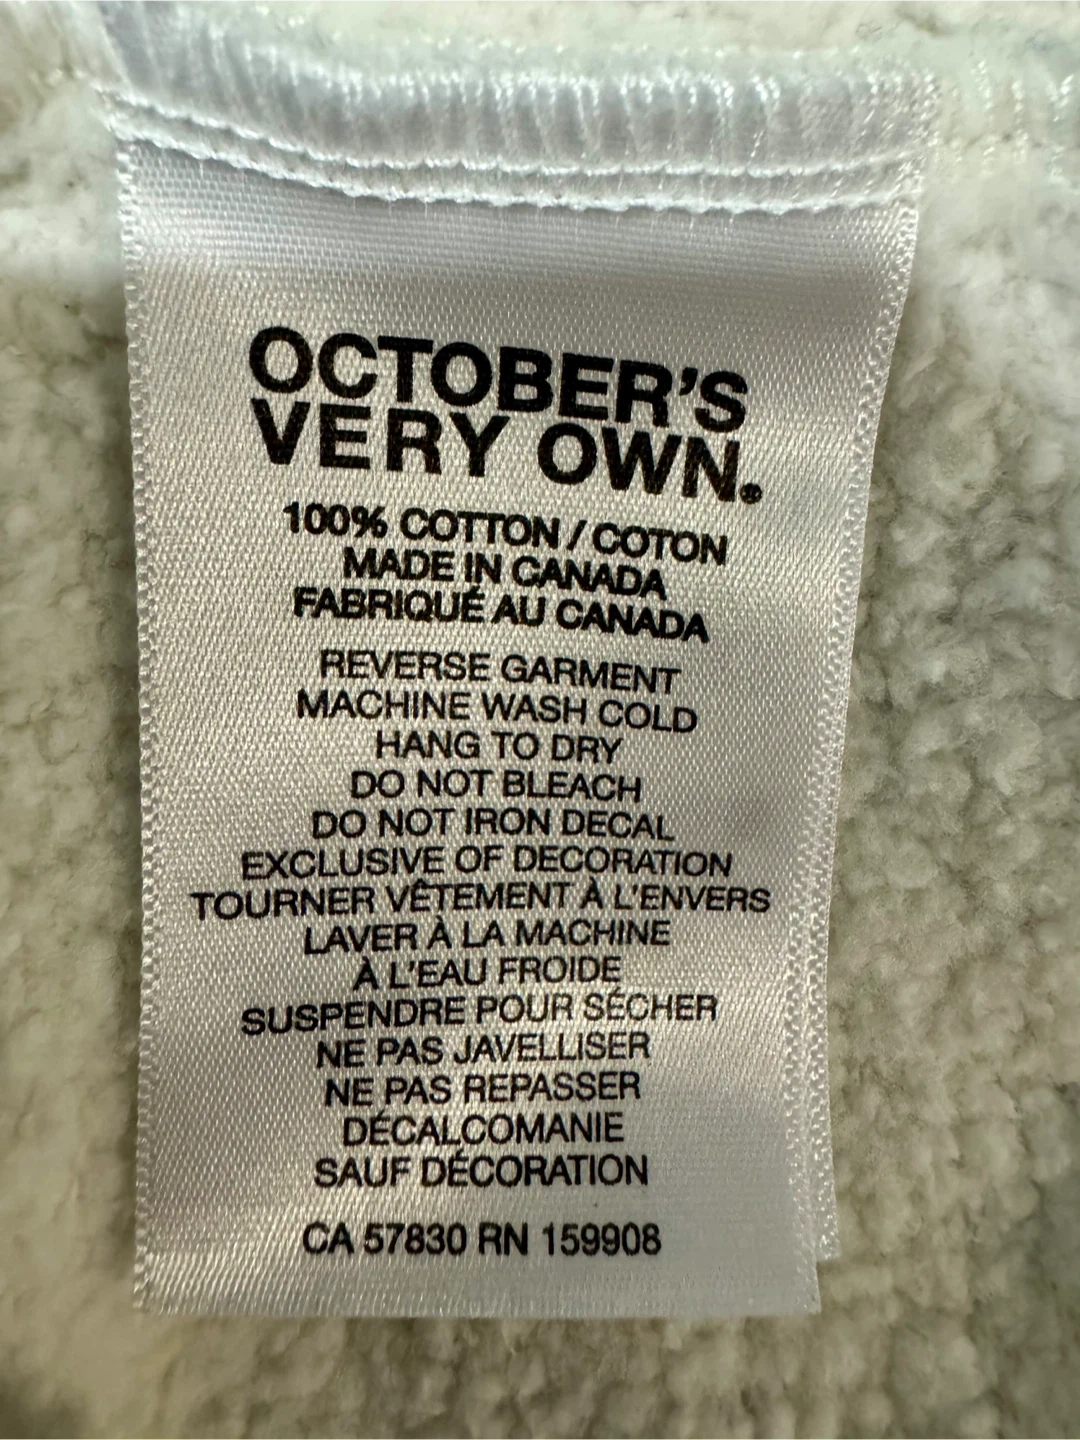 OCTOBER'S
VERY OWN.®
100% COTTON / COTON
MADE IN CANADA
FABRIQUÉ AU CANADA
REVERSE GARMENT
MACHINE WASH COLD
HANG TO DRY
DO NOT BLEACH
DO NOT IRON DECAL
EXCLUSIVE OF DECORATION
TOURNER VÊTEMENT À L'ENVERS
LAVER À LA MACHINE
À L'EAU FROIDE
SUSPENDRE POUR SÉCHER
NE PAS JAVELLISER
NE PAS REPASSER
DÉCALCOMANIE
SAUF DÉCORATION
CA 57830 RN 159908